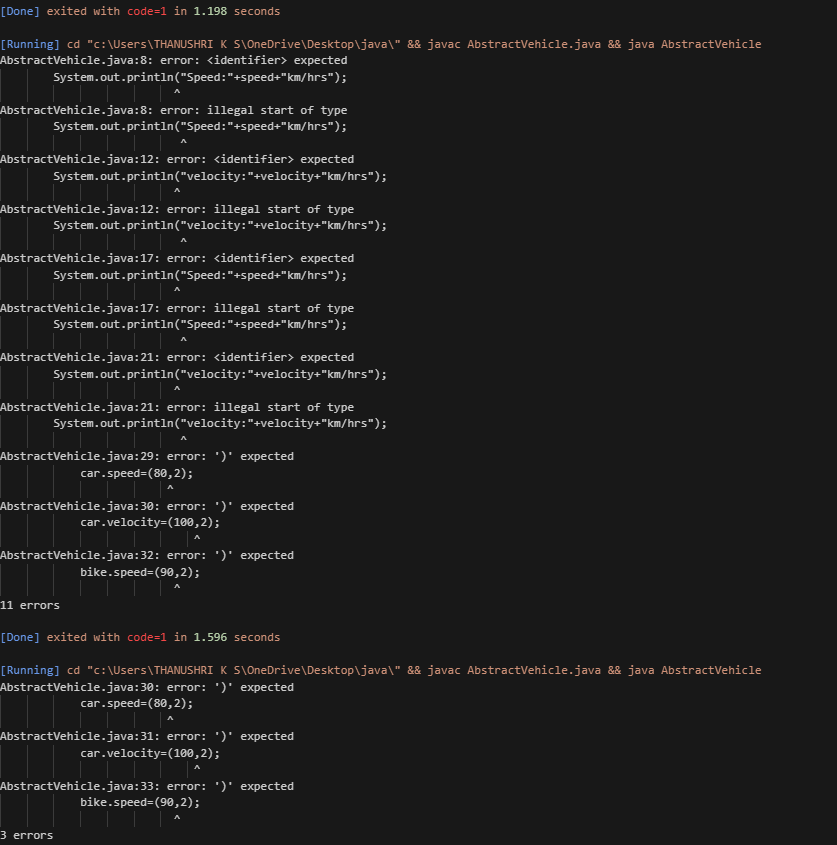 [Done] exited with code=1 in 1.198 seconds
[Running] cd "c:\Users\THANUSHRI K S\OneDrive\Desktop\java\" && javac AbstractVehicle.java && java AbstractVehicle
AbstractVehicle.java:8: error: <identifier> expected
System.out.println("Speed:"+speed+"km/hrs");
^
AbstractVehicle.java:8: error: illegal start of type
System.out.println("Speed:"+speed+"km/hrs");
^
AbstractVehicle.java:12: error: <identifier> expected
System.out.println("velocity:"+velocity+"km/hrs");
^
AbstractVehicle.java:12: error: illegal start of type
System.out.println("velocity:"+velocity+"km/hrs");
^
AbstractVehicle.java:17: error: <identifier> expected
System.out.println("Speed:"+speed+"km/hrs");
^
AbstractVehicle.java:17: error: illegal start of type
System.out.println("Speed:"+speed+"km/hrs");
^
AbstractVehicle.java:21: error: <identifier> expected
System.out.println("velocity:"+velocity+"km/hrs");
^
AbstractVehicle.java:21: error: illegal start of type
System.out.println("velocity:"+velocity+"km/hrs");
^
AbstractVehicle.java:29: error: ')' expected
car.speed=(80,2);
^
AbstractVehicle.java:30: error: ')' expected
car.velocity=(100,2);
^
AbstractVehicle.java:32: error: ')' expected
bike.speed=(90,2);
^
11 errors
[Done] exited with code=1 in 1.596 seconds
[Running] cd "c:\Users\THANUSHRI K S\OneDrive\Desktop\java\" && javac AbstractVehicle.java && java AbstractVehicle
AbstractVehicle.java:30: error: ')' expected
car.speed=(80,2);
^
AbstractVehicle.java:31: error: ')' expected
car.velocity=(100,2);
^
AbstractVehicle.java:33: error: ')' expected
bike.speed=(90,2);
^
3 errors